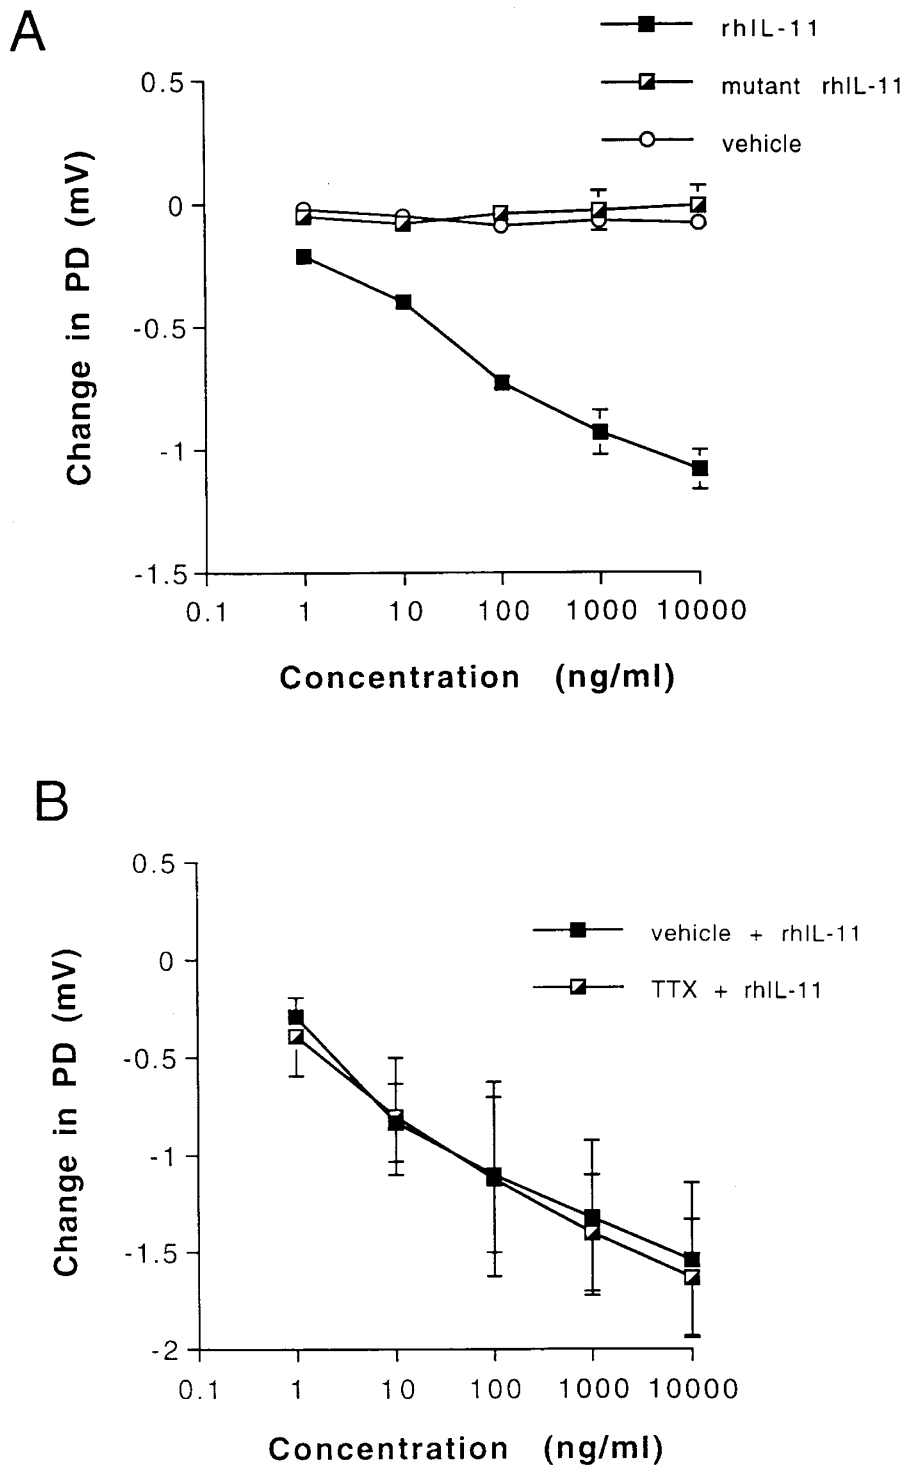 A
rhIL-11
mutant rhIL-11
vehicle
0.5
0
-0.5
-1
-1.5
Change in PD (mV)
0.1 1 10 100 1000 10000
Concentration (ng/ml)
B
vehicle + rhIL-11
TTX + rhIL-11
0.5
0
-0.5
-1
-1.5
-2
Change in PD (mV)
0.1 1 10 100 1000 10000
Concentration (ng/ml)